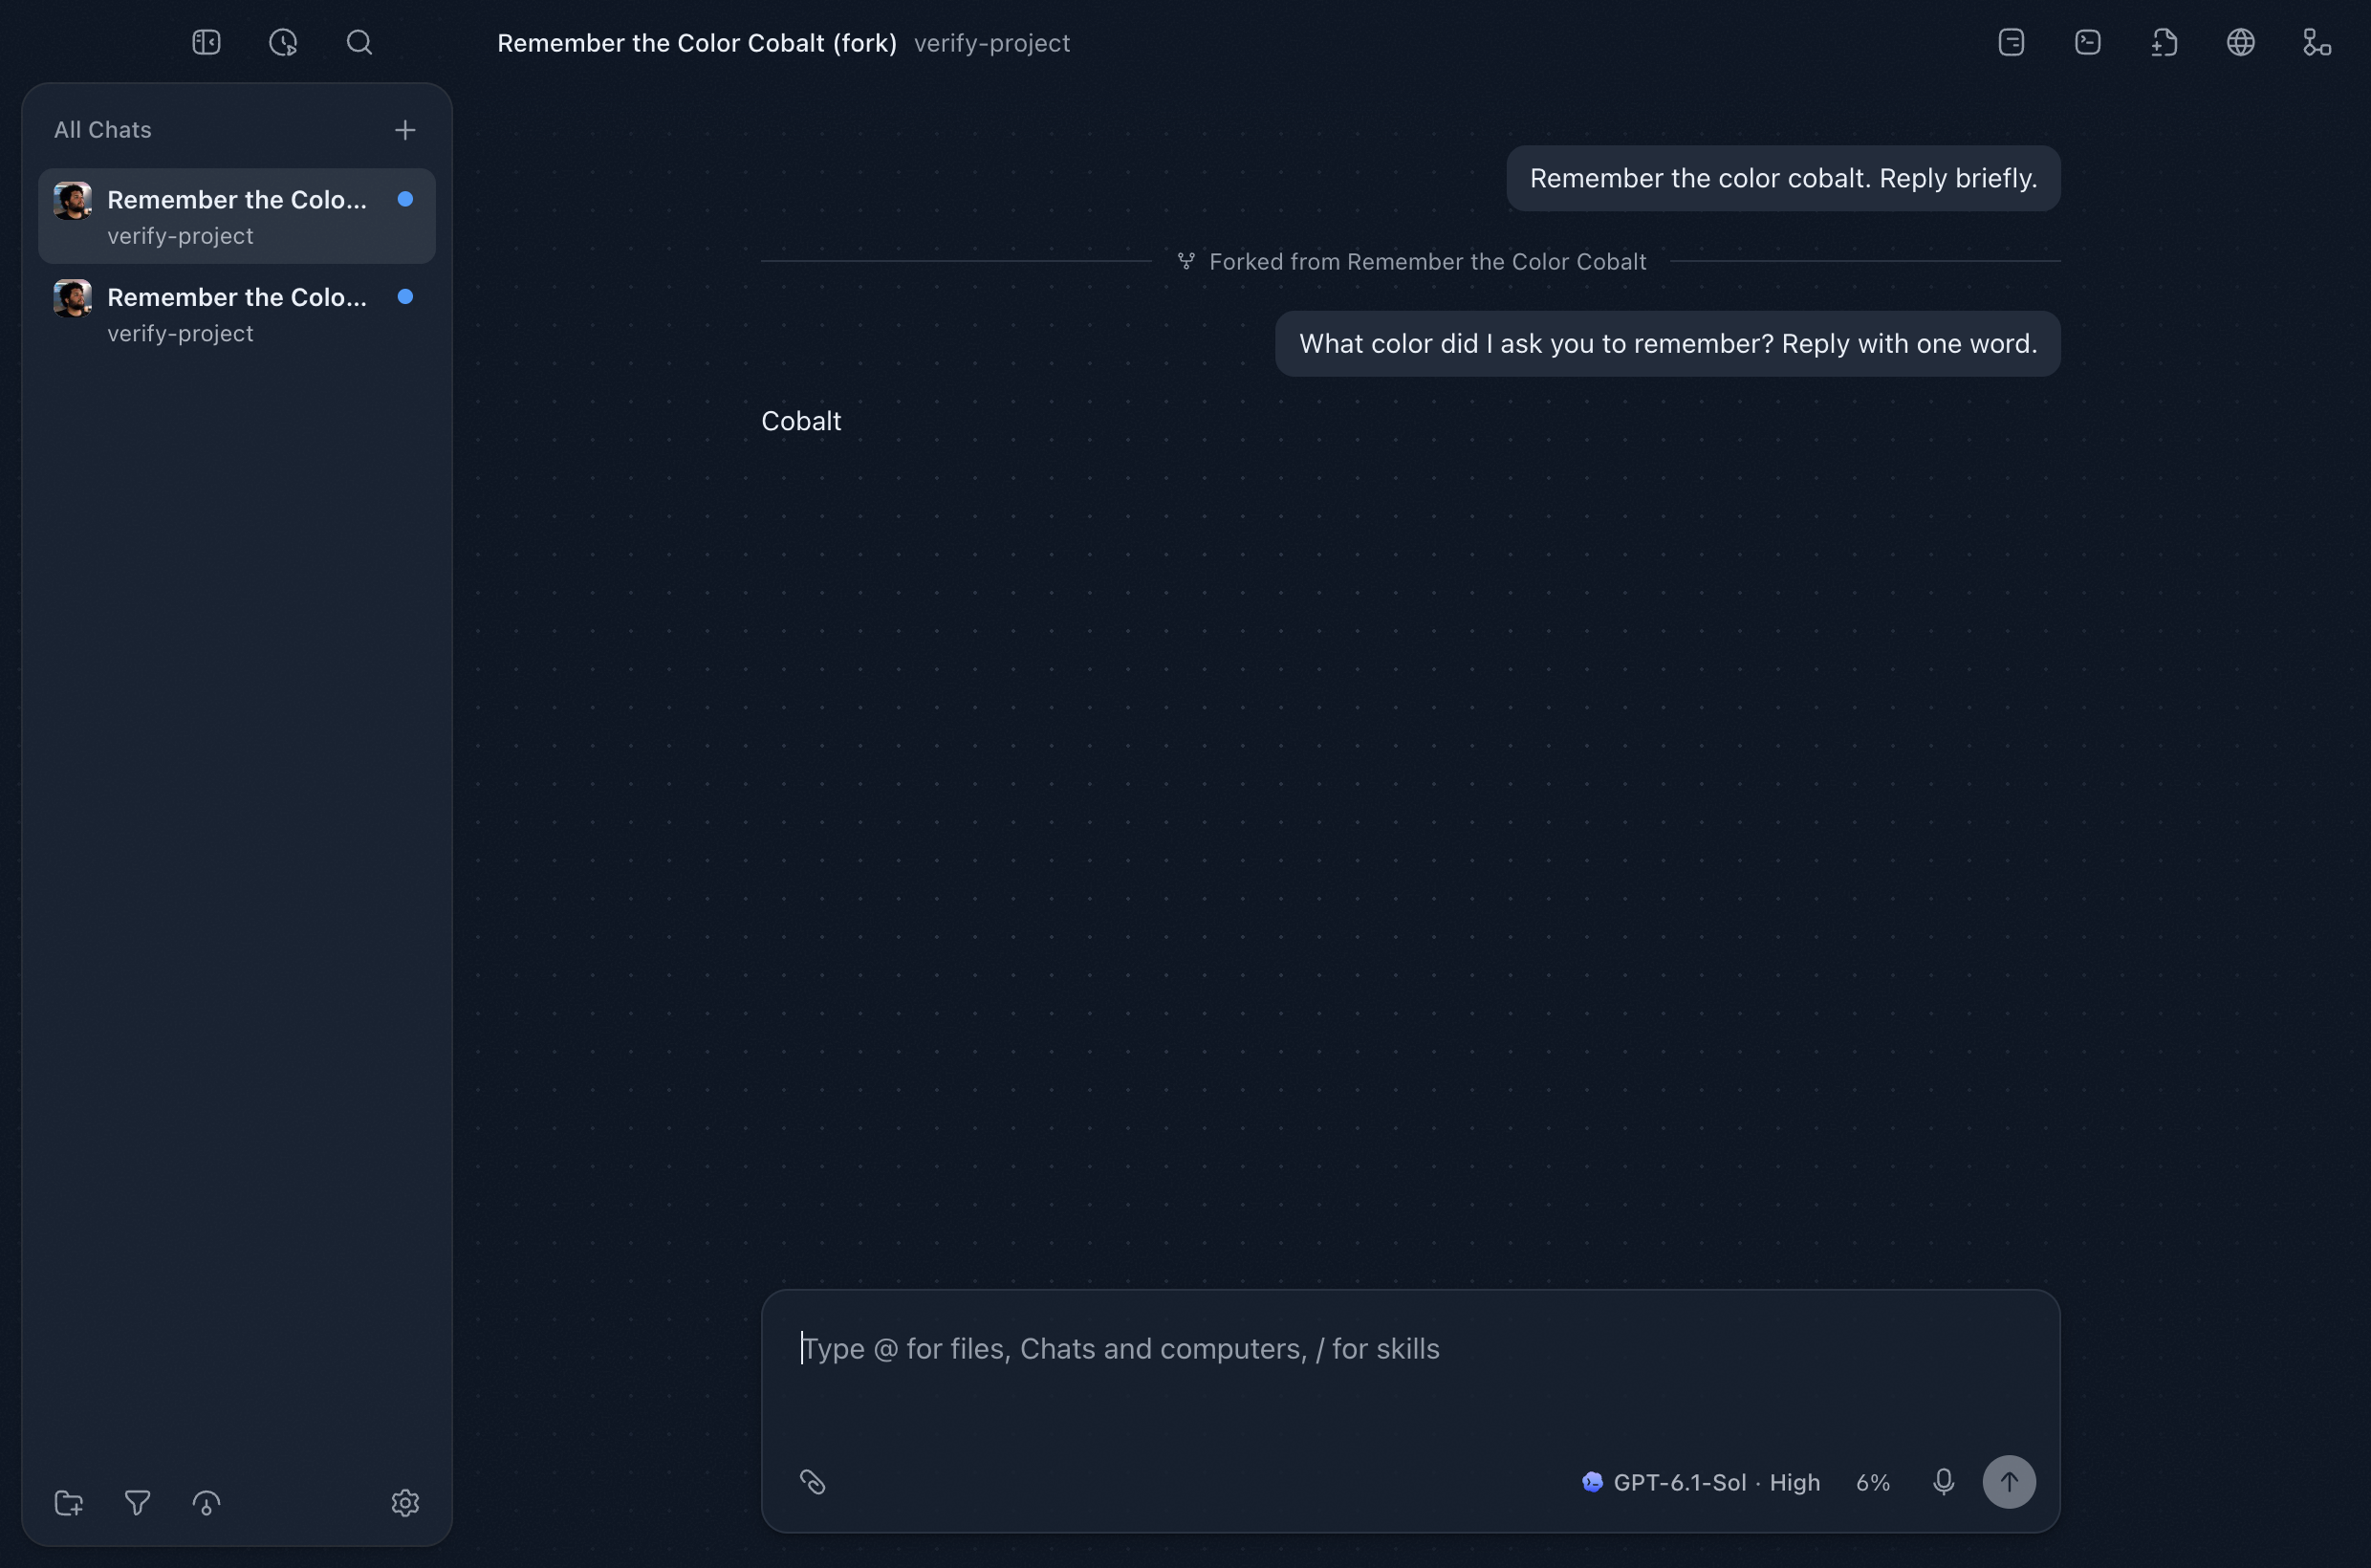 Remember the Color Cobalt (fork) verify-project
All Chats
Remember the Colo...
verify-project
Remember the Colo...
verify-project
Remember the color cobalt. Reply briefly.
Forked from Remember the Color Cobalt
What color did I ask you to remember? Reply with one word.
Cobalt
Type @ for files, Chats and computers, / for skills
GPT-6.1-Sol · High 6%